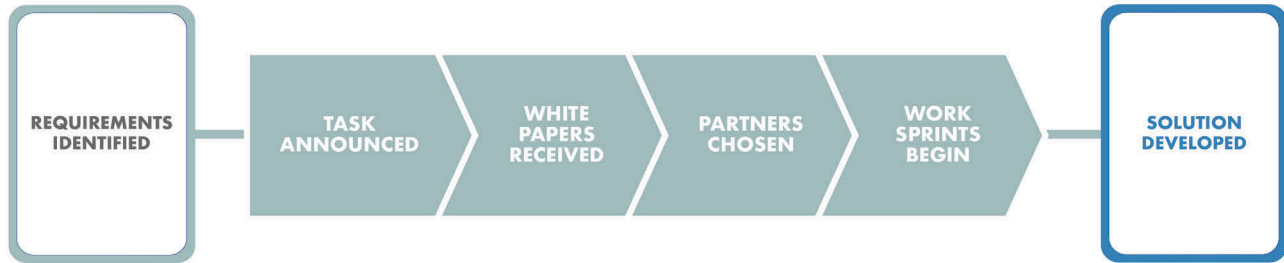 REQUIREMENTS
IDENTIFIED
TASK
ANNOUNCED
WHITE
PAPERS
RECEIVED
PARTNERS
CHOSEN
WORK
SPRINTS
BEGIN
SOLUTION
DEVELOPED